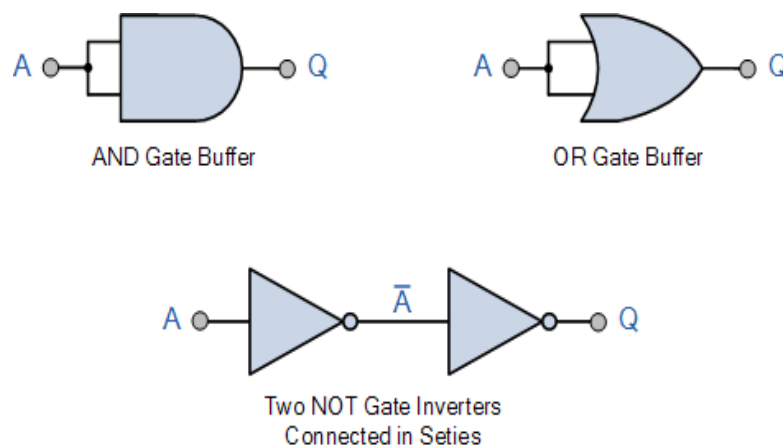 A
Q
AND Gate Buffer
A
Q
OR Gate Buffer
A
A̅
Q
Two NOT Gate Inverters
Connected in Seties